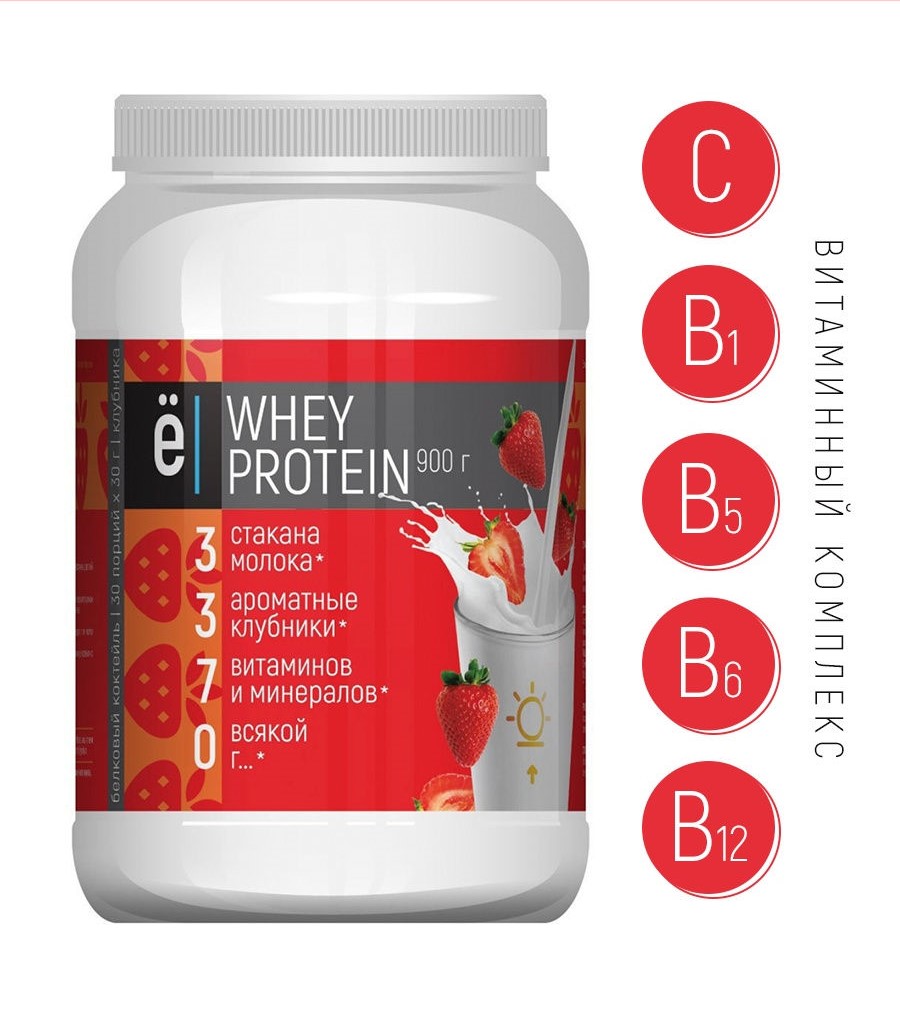 ё|
WHEY
PROTEIN 900 г
3 стакана
молока*
3 ароматные
клубники*
7 витаминов
и минералов*
0 всякой
г...*
белковый коктейль | 30 порций х 30 г | клубника
C
B1
B5
B6
B12
ВИТАМИННЫЙ КОМПЛЕКС